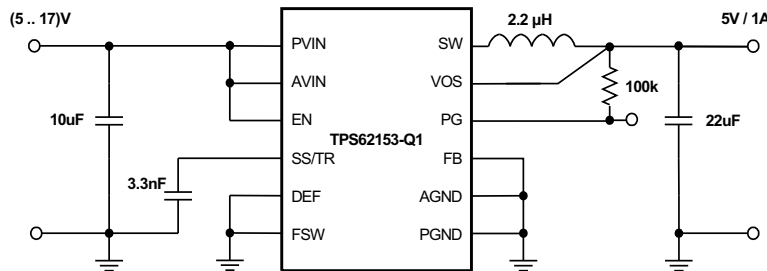 (5 .. 17)V
2.2 µH
5V / 1A
PVIN
SW
AVIN
VOS
100k
10uF
EN
PG
22uF
TPS62153-Q1
SS/TR
FB
3.3nF
DEF
AGND
FSW
PGND